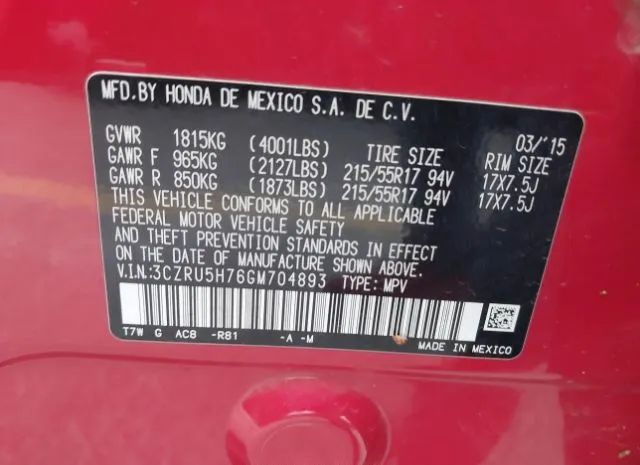 MFD.BY HONDA DE MEXICO S.A. DE C.V.
03/'15
GVWR 1815KG (4001LBS) TIRE SIZE RIM SIZE
GAWR F 965KG (2127LBS) 215/55R17 94V 17X7.5J
GAWR R 850KG (1873LBS) 215/55R17 94V 17X7.5J
THIS VEHICLE CONFORMS TO ALL APPLICABLE
FEDERAL MOTOR VEHICLE SAFETY
AND THEFT PREVENTION STANDARDS IN EFFECT
ON THE DATE OF MANUFACTURE SHOWN ABOVE.
V.I.N.:3CZRU5H76GM704893 TYPE: MPV
T7W G AC8 -R81 -A -M
MADE IN MEXICO